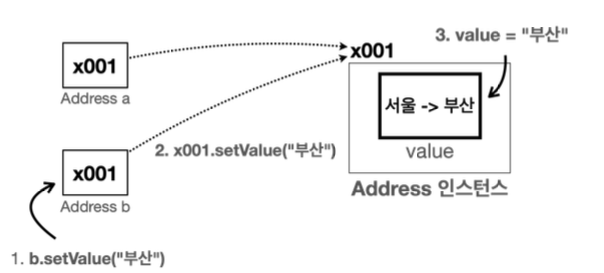 3. value = "부산"
x001
x001
Address a
서울 -> 부산
value
2. x001.setValue("부산")
x001
Address b
Address 인스턴스
1. b.setValue("부산")